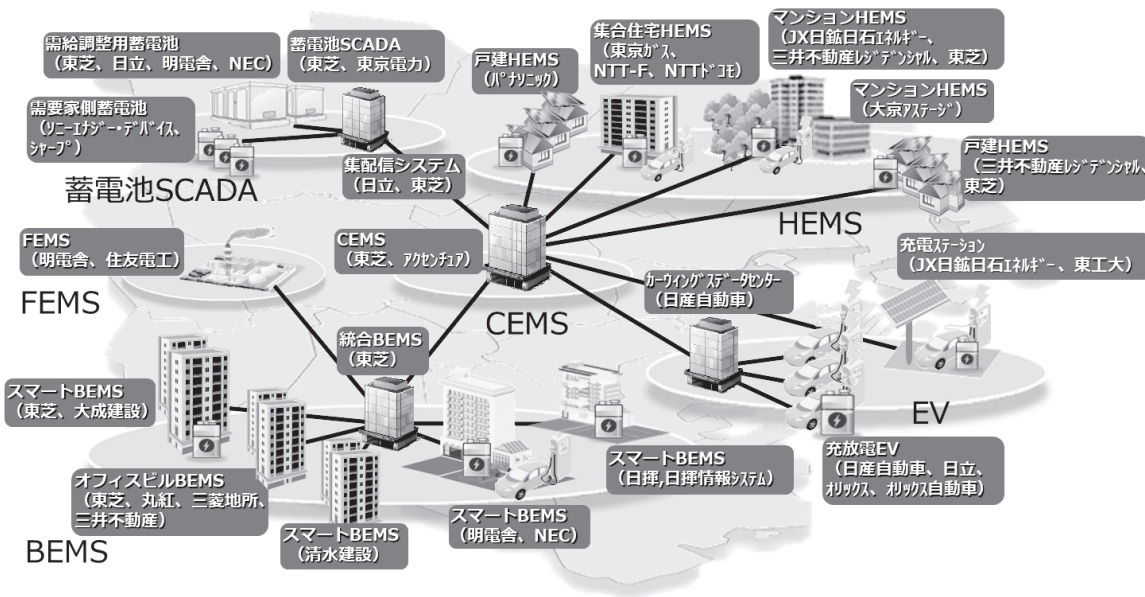 需給調整用蓄電池
（東芝、日立、明電舎、NEC）
蓄電池SCADA
（東芝、東京電力）
需要家側蓄電池
（ソニーエナジー・デバイス、
シャープ）
集配信システム
（日立、東芝）
蓄電池SCADA
戸建HEMS
（パナソニック）
集合住宅HEMS
（東京ガス、
NTT-F、NTTドコモ）
マンションHEMS
（JX日鉱日石エネルギー、
三井不動産レジデンシャル、東芝）
マンションHEMS
（大京アステージ）
戸建HEMS
（三井不動産レジデンシャル、
東芝）
HEMS
FEMS
（明電舎、住友電工）
FEMS
CEMS
（東芝、アクセンチュア）
CEMS
カーウィングスデータセンター
（日産自動車）
充電ステーション
（JX日鉱日石エネルギー、東工大）
EV
充放電EV
（日産自動車、日立、
オリックス、オリックス自動車）
統合BEMS
（東芝）
スマートBEMS
（東芝、大成建設）
オフィスビルBEMS
（東芝、丸紅、三菱地所、
三井不動産）
スマートBEMS
（清水建設）
スマートBEMS
（明電舎、NEC）
スマートBEMS
（日揮,日揮情報システム）
BEMS